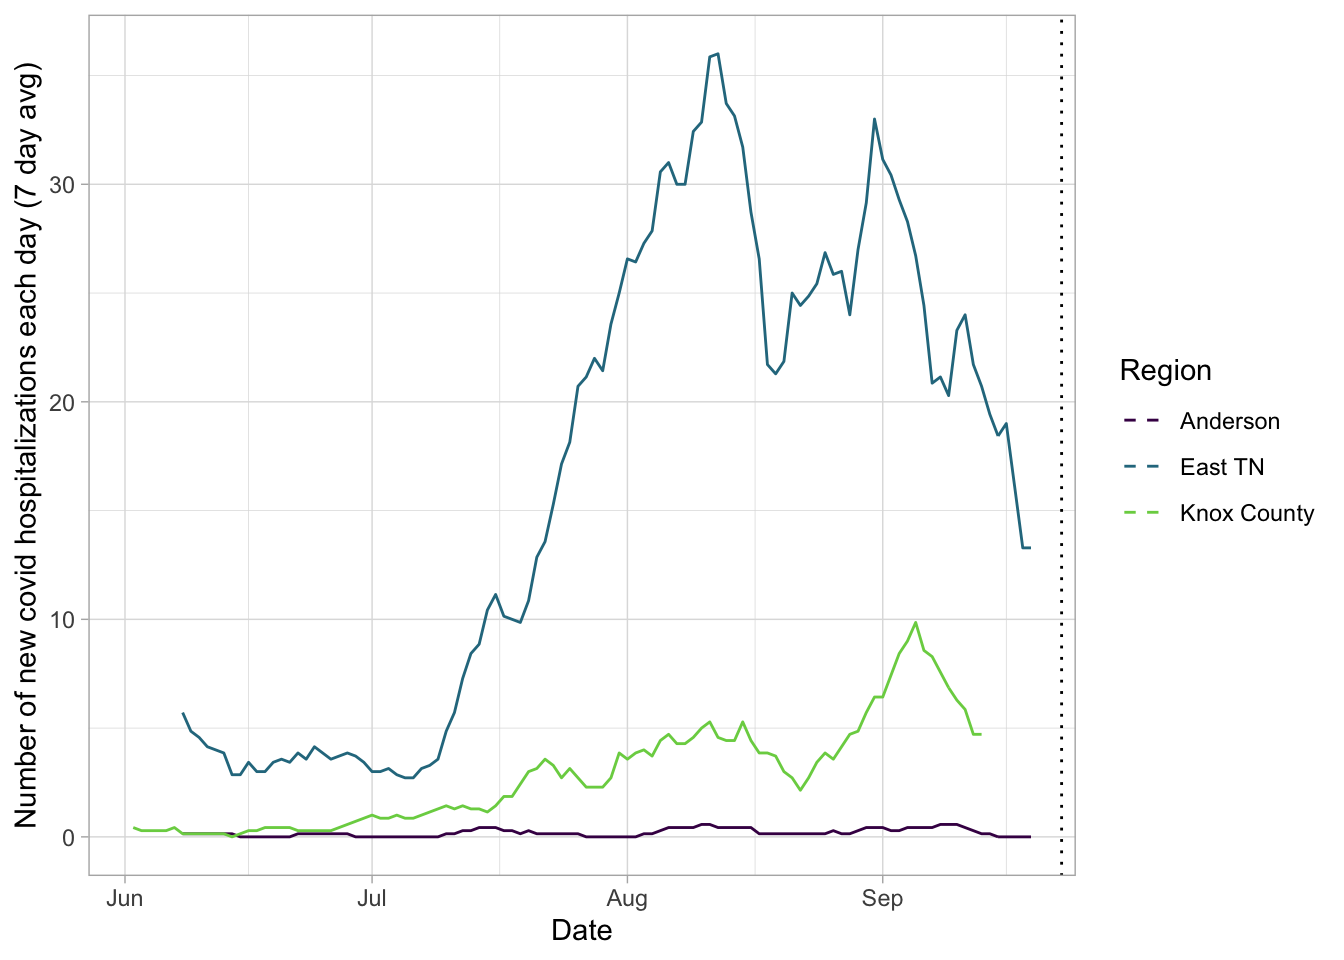 Number of new covid hospitalizations each day (7 day avg)
30
20
10
0
Jun
Jul
Aug
Sep
Date
Region
Anderson
East TN
Knox County